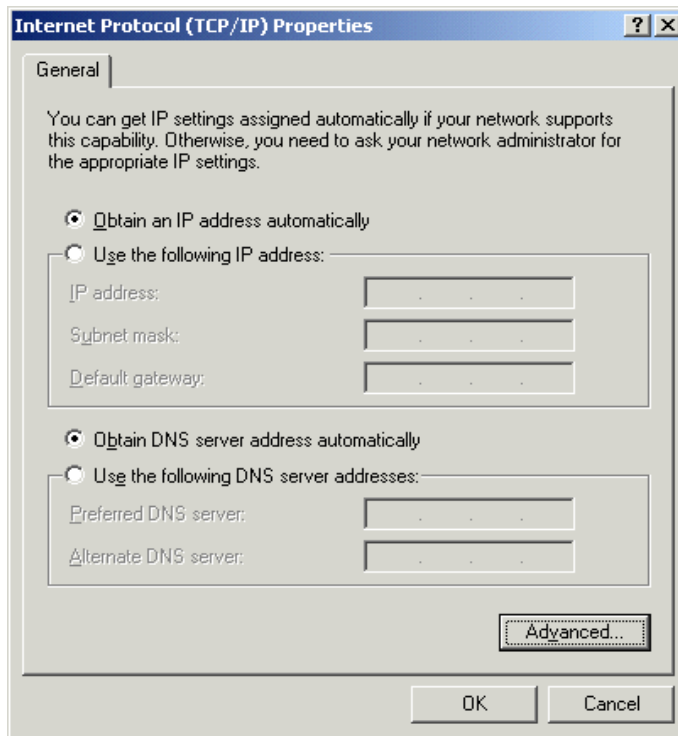 Internet Protocol (TCP/IP) Properties
General
You can get IP settings assigned automatically if your network supports
this capability. Otherwise, you need to ask your network administrator for
the appropriate IP settings.
Obtain an IP address automatically
Use the following IP address:
IP address:
Subnet mask:
Default gateway:
Obtain DNS server address automatically
Use the following DNS server addresses:
Preferred DNS server:
Alternate DNS server:
Advanced...
OK
Cancel